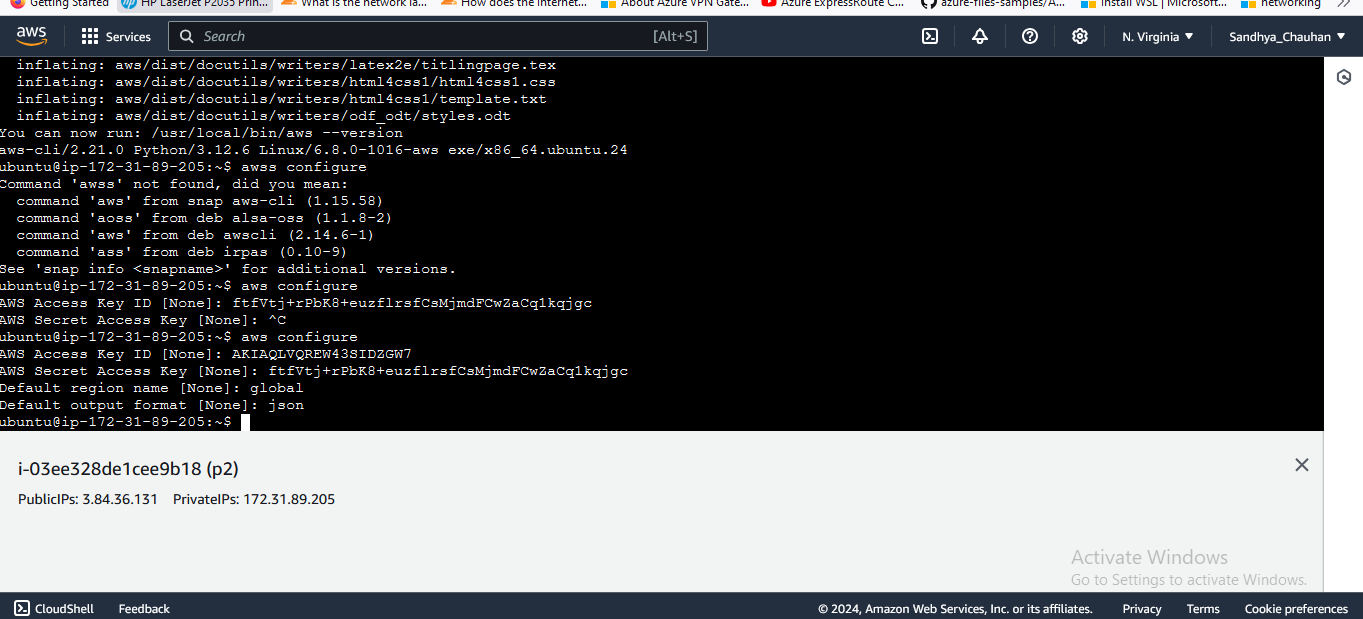 Getting Started
HP LaserJet P2035 Prin...
What is the network la...
How does the internet...
About Azure VPN Gate...
Azure ExpressRoute C...
azure-files-samples/A...
Install WSL | Microsoft...
networking
aws
Services
Search
[Alt+S]
N. Virginia
Sandhya_Chauhan
inflating: aws/dist/docutils/writers/latex2e/titlingpage.tex
inflating: aws/dist/docutils/writers/html4css1/html4css1.css
inflating: aws/dist/docutils/writers/html4css1/template.txt
inflating: aws/dist/docutils/writers/odf_odt/styles.odt
You can now run: /usr/local/bin/aws --version
aws-cli/2.21.0 Python/3.12.6 Linux/6.8.0-1016-aws exe/x86_64.ubuntu.24
ubuntu@ip-172-31-89-205:~$ awss configure
Command 'awss' not found, did you mean:
command 'aws' from snap aws-cli (1.15.58)
command 'aoss' from deb alsa-oss (1.1.8-2)
command 'aws' from deb awscli (2.14.6-1)
command 'ass' from deb irpas (0.10-9)
See 'snap info <snapname>' for additional versions.
ubuntu@ip-172-31-89-205:~$ aws configure
AWS Access Key ID [None]: ftfVtj+rPbK8+euzflrsfCsMjmdFCwZaCq1kqjgc
AWS Secret Access Key [None]: ^C
ubuntu@ip-172-31-89-205:~$ aws configure
AWS Access Key ID [None]: AKIAQLVQREW43SIDZGW7
AWS Secret Access Key [None]: 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
Default region name [None]: global
Default output format [None]: json
ubuntu@ip-172-31-89-205:~$
i-03ee328de1cee9b18 (p2)
PublicIPs: 3.84.36.131 PrivateIPs: 172.31.89.205
Activate Windows
Go to Settings to activate Windows.
CloudShell
Feedback
© 2024, Amazon Web Services, Inc. or its affiliates.
Privacy
Terms
Cookie preferences